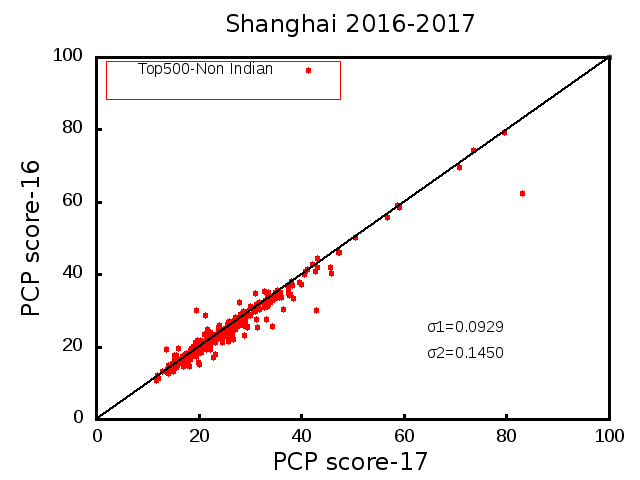 Shanghai 2016-2017
100
80
60
40
20
0
PCP score-16
Top500-Non Indian
σ1=0.0929
σ2=0.1450
0 20 40 60 80 100
PCP score-17